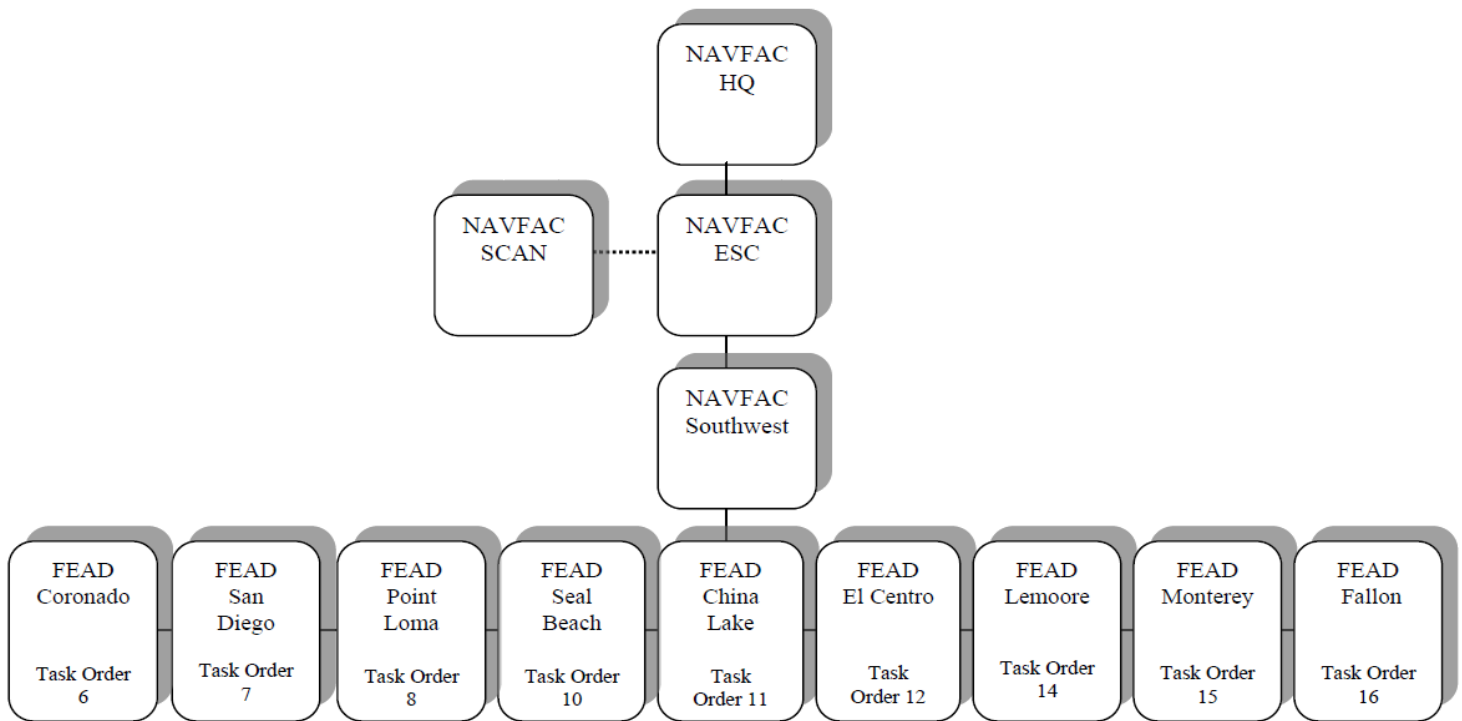 NAVFAC
HQ
NAVFAC
SCAN
NAVFAC
ESC
NAVFAC
Southwest
FEAD
Coronado
Task Order
6
FEAD
San
Diego
Task Order
7
FEAD
Point
Loma
Task Order
8
FEAD
Seal
Beach
Task Order
10
FEAD
China
Lake
Task
Order 11
FEAD
El Centro
Task
Order 12
FEAD
Lemoore
Task Order
14
FEAD
Monterey
Task Order
15
FEAD
Fallon
Task Order
16